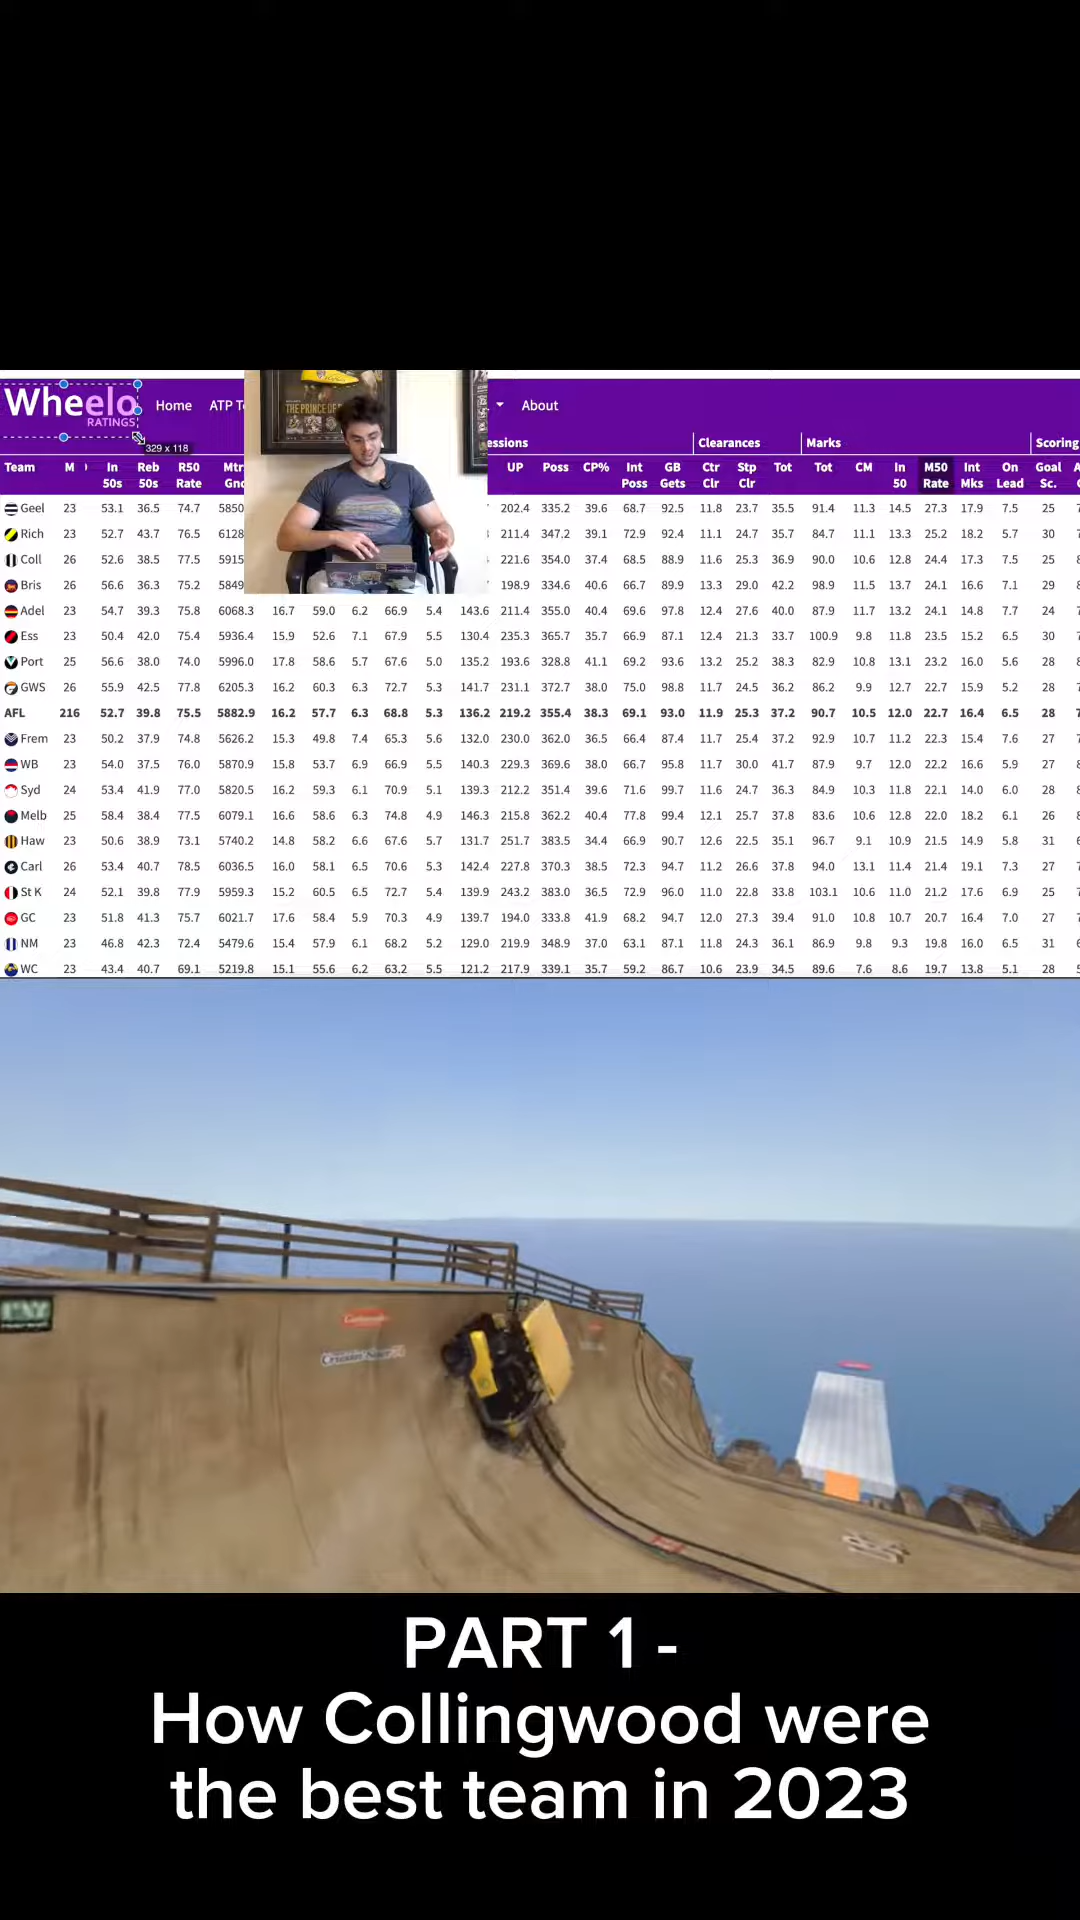 Wheelo
RATINGS
Home ATP T
About
329 x 118
THE PRINCE OF
essions Clearances Marks Scoring
Team M In 50s Reb 50s R50 Rate Mtr Gnd UP Poss CP% Int Poss GB Gets Ctr Clr Stp Clr Tot Tot CM In 50 M50 Rate Int Mks On Lead Goal Sc.
Geel 23 53.1 36.5 74.7 5850 202.4 335.2 39.6 68.7 92.5 11.8 23.7 35.5 91.4 11.3 14.5 27.3 17.9 7.5 25
Rich 23 52.7 43.7 76.5 6128 211.4 347.2 39.1 72.9 92.4 11.1 24.7 35.7 84.7 11.1 13.3 25.2 18.2 5.7 30
Coll 26 52.6 38.5 77.5 5915 221.6 354.0 37.4 68.5 88.9 11.6 25.3 36.9 90.0 10.6 12.8 24.4 17.3 7.5 25
Bris 26 56.6 36.3 75.2 5849 198.9 334.6 40.6 66.7 89.9 13.3 29.0 42.2 98.9 11.5 13.7 24.1 16.6 7.1 29
Adel 23 54.7 39.3 75.8 6068.3 16.7 59.0 6.2 66.9 5.4 143.6 211.4 355.0 40.4 69.6 97.8 12.4 27.6 40.0 87.9 11.7 13.2 24.1 14.8 7.7 24
Ess 23 50.4 42.0 75.4 5936.4 15.9 52.6 7.1 67.9 5.5 130.4 235.3 365.7 35.7 66.9 87.1 12.4 21.3 33.7 100.9 9.8 11.8 23.5 15.2 6.5 30
Port 25 56.6 38.0 74.0 5996.0 17.8 58.6 5.7 67.6 5.0 135.2 193.6 328.8 41.1 69.2 93.6 13.2 25.2 38.3 82.9 10.8 13.1 23.2 16.0 5.6 28
GWS 26 55.9 42.5 77.8 6205.3 16.2 60.3 6.3 72.7 5.3 141.7 231.1 372.7 38.0 75.0 98.8 11.7 24.5 36.2 86.2 9.9 12.7 22.7 15.9 5.2 28
AFL 216 52.7 39.8 75.5 5882.9 16.2 57.7 6.3 68.8 5.3 136.2 219.2 355.4 38.3 69.1 93.0 11.9 25.3 37.2 90.7 10.5 12.0 22.7 16.4 6.5 28
Frem 23 50.2 37.9 74.8 5626.2 15.3 49.8 7.4 65.3 5.6 132.0 230.0 362.0 36.5 66.4 87.4 11.7 25.4 37.2 92.9 10.7 11.2 22.3 15.4 7.6 27
WB 23 54.0 37.5 76.0 5870.9 15.8 53.7 6.9 66.9 5.5 140.3 229.3 369.6 38.0 66.7 95.8 11.7 30.0 41.7 87.9 9.7 12.0 22.2 16.6 5.9 27
Syd 24 53.4 41.9 77.0 5820.5 16.2 59.3 6.1 70.9 5.1 139.3 212.2 351.4 39.6 71.6 99.7 11.6 24.7 36.3 84.9 10.3 11.8 22.1 14.0 6.0 28
Melb 25 58.4 38.4 77.5 6079.1 16.6 58.6 6.3 74.8 4.9 146.3 215.8 362.2 40.4 77.8 99.4 12.1 25.7 37.8 83.6 10.6 12.8 22.0 18.2 6.1 26
Haw 23 50.6 38.9 73.1 5740.2 14.8 58.2 6.6 67.6 5.7 131.7 251.7 383.5 34.4 66.9 90.7 12.6 22.5 35.1 96.7 9.1 10.9 21.5 14.9 5.8 31
Carl 26 53.4 40.7 78.5 6036.5 16.0 58.1 6.5 70.6 5.3 142.4 227.8 370.3 38.5 72.3 94.7 11.2 26.6 37.8 94.0 13.1 11.4 21.4 19.1 7.3 27
St K 24 52.1 39.8 77.9 5959.3 15.2 60.5 6.5 72.7 5.4 139.9 243.2 383.0 36.5 72.9 96.0 11.0 22.8 33.8 103.1 10.6 11.0 21.2 17.6 6.9 25
GC 23 51.8 41.3 75.7 6021.7 17.6 58.4 5.9 70.3 4.9 139.7 194.0 333.8 41.9 68.2 94.7 12.0 27.3 39.4 91.0 10.8 10.7 20.7 16.4 7.0 27
NM 23 46.8 42.3 72.4 5479.6 15.4 57.9 6.1 68.2 5.2 129.0 219.9 348.9 37.0 63.1 87.1 11.8 24.3 36.1 86.9 9.8 9.3 19.8 16.0 6.5 31
WC 23 43.4 40.7 69.1 5219.8 15.1 55.6 6.2 63.2 5.5 121.2 217.9 339.1 35.7 59.2 86.7 10.6 23.9 34.5 89.6 7.6 8.6 19.7 13.8 5.1 28
PART 1 -
How Collingwood were
the best team in 2023